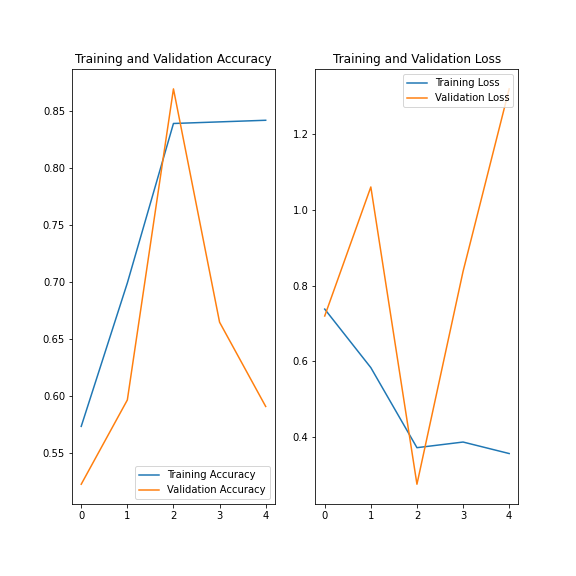 Training and Validation Accuracy
0.85
0.80
0.75
0.70
0.65
0.60
0.55
Training Accuracy
Validation Accuracy
0 1 2 3 4
Training and Validation Loss
Training Loss
Validation Loss
1.2
1.0
0.8
0.6
0.4
0 1 2 3 4